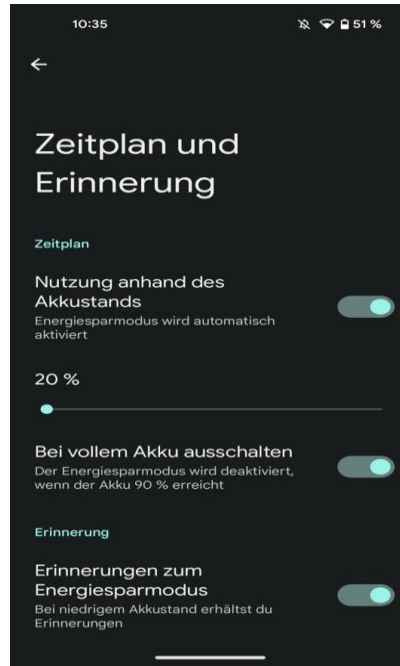 10:35 51 %
Zeitplan und
Erinnerung
Zeitplan
Nutzung anhand des
Akkustands
Energiesparmodus wird automatisch
aktiviert
20 %
Bei vollem Akku ausschalten
Der Energiesparmodus wird deaktiviert,
wenn der Akku 90 % erreicht
Erinnerung
Erinnerungen zum
Energiesparmodus
Bei niedrigem Akkustand erhältst du
Erinnerungen